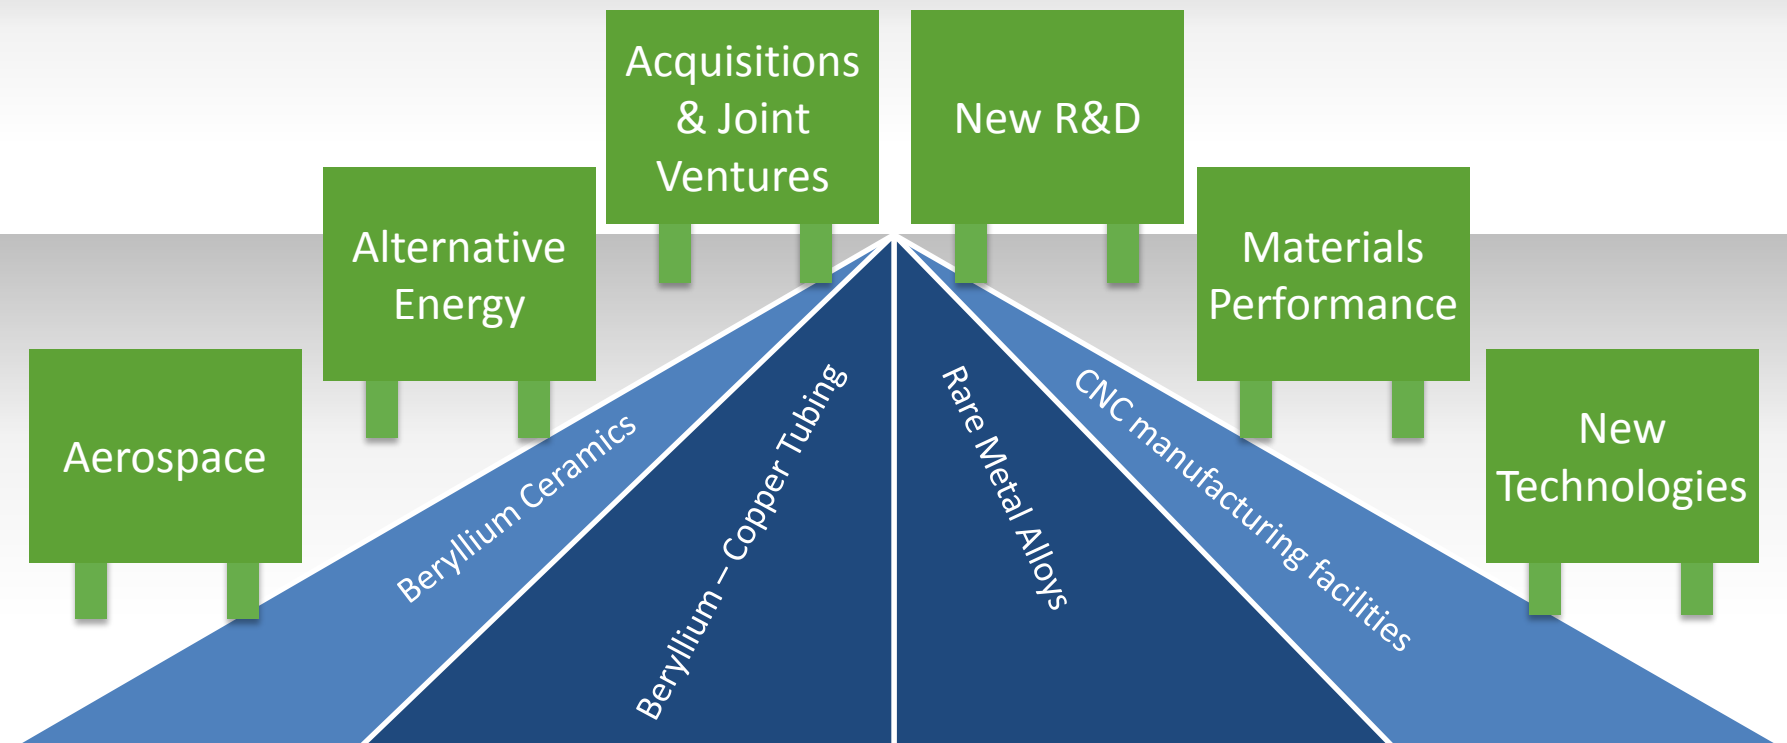 Acquisitions
& Joint
Ventures
New R&D
Alternative
Energy
Materials
Performance
Aerospace
New
Technologies
Beryllium Ceramics
Beryllium – Copper Tubing
Rare Metal Alloys
CNC manufacturing facilities